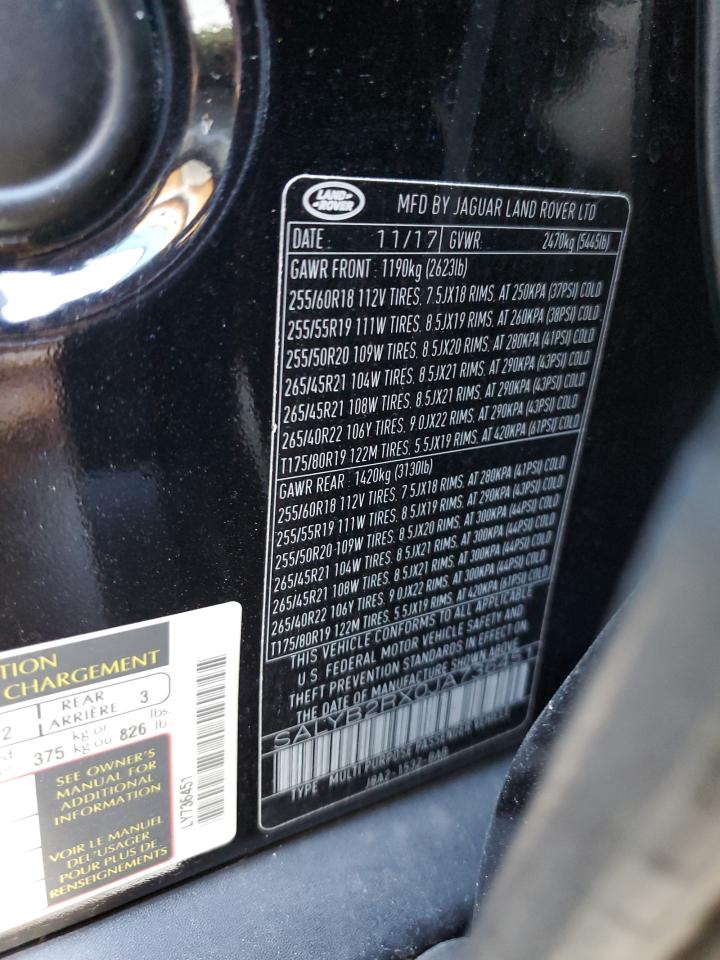 LAND ROVER
MFD BY JAGUAR LAND ROVER LTD
DATE : 11/17 GVWR: 2470kg (5445lb)
GAWR FRONT : 1190kg (2623lb)
255/60R18 112V TIRES, 7.5JX18 RIMS, AT 250KPA (37PSI) COLD
255/55R19 111W TIRES, 8.5JX19 RIMS, AT 260KPA (38PSI) COLD
255/50R20 109W TIRES, 8.5JX20 RIMS, AT 280KPA (41PSI) COLD
265/45R21 104W TIRES, 8.5JX21 RIMS, AT 290KPA (43PSI) COLD
265/45R21 108W TIRES, 8.5JX21 RIMS, AT 290KPA (43PSI) COLD
265/40R22 106Y TIRES, 9.0JX22 RIMS, AT 290KPA (43PSI) COLD
T175/80R19 122M TIRES, 5.5JX19 RIMS, AT 420KPA (61PSI) COLD
GAWR REAR : 1420kg (3130lb)
255/60R18 112V TIRES, 7.5JX18 RIMS, AT 280KPA (41PSI) COLD
255/55R19 111W TIRES, 8.5JX19 RIMS, AT 290KPA (43PSI) COLD
255/50R20 109W TIRES, 8.5JX20 RIMS, AT 300KPA (44PSI) COLD
265/45R21 104W TIRES, 8.5JX21 RIMS, AT 300KPA (44PSI) COLD
265/45R21 108W TIRES, 8.5JX21 RIMS, AT 300KPA (44PSI) COLD
265/40R22 106Y TIRES, 9.0JX22 RIMS, AT 300KPA (44PSI) COLD
T175/80R19 122M TIRES, 5.5JX19 RIMS, AT 420KPA (61PSI) COLD
THIS VEHICLE CONFORMS TO ALL APPLICABLE
U.S. FEDERAL MOTOR VEHICLE SAFETY AND
THEFT PREVENTION STANDARDS IN EFFECT ON
THE DATE OF MANUFACTURE SHOWN ABOVE
TYPE : MULTI PURPOSE PASSENGER VEHICLE
TION
CHARGEMENT
2 REAR 3
ARRIÈRE
375 kg or 826 lbs.
kg ou lb.
SEE OWNER'S
MANUAL FOR
ADDITIONAL
INFORMATION
VOIR LE MANUEL
DEL'USAGER
POUR PLUS DE
RENSEIGNEMENTS
LY736451